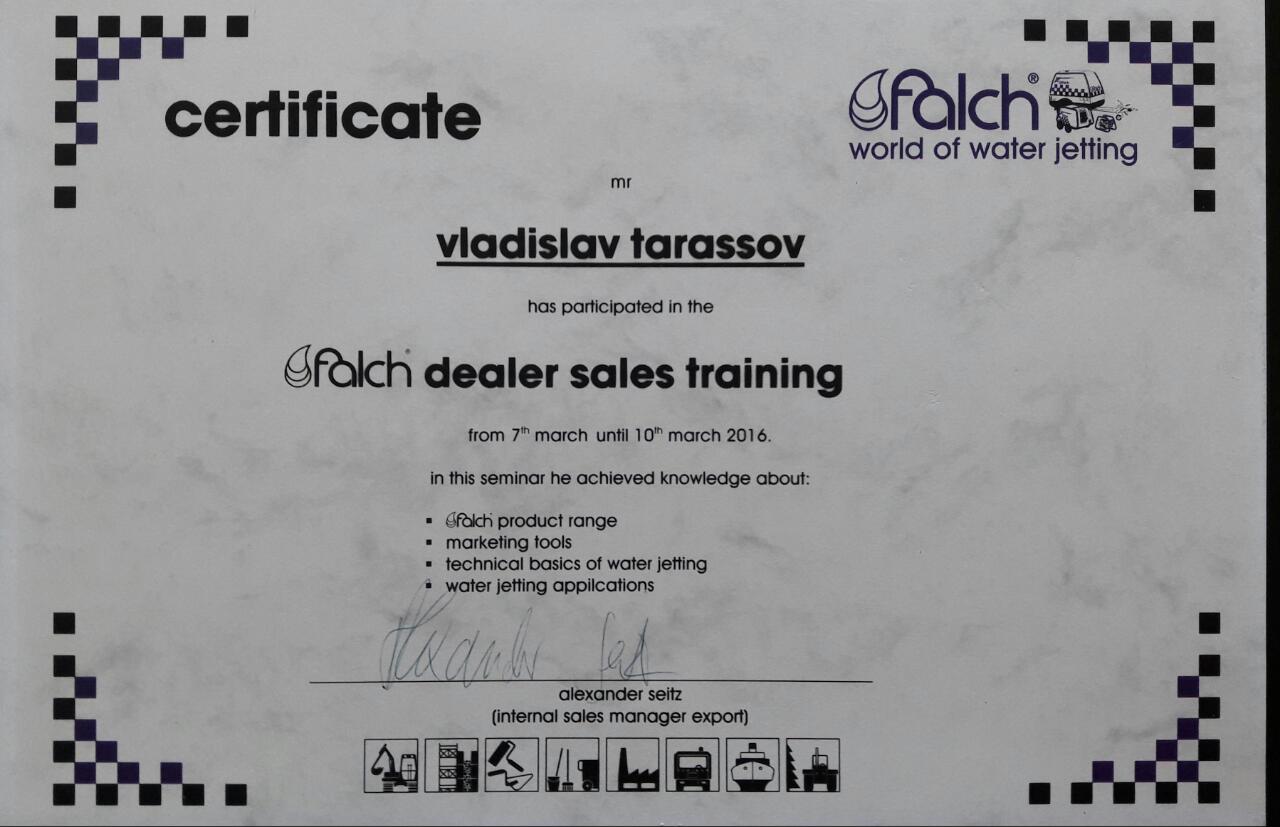 certificate
falch®
world of water jetting
mr
vladislav tarassov
has participated in the
falch® dealer sales training
from 7th march until 10th march 2016.
in this seminar he achieved knowledge about:
▪ falch product range
▪ marketing tools
▪ technical basics of water jetting
▪ water jetting appilcations
Alexander Seitz
alexander seitz
(internal sales manager export)